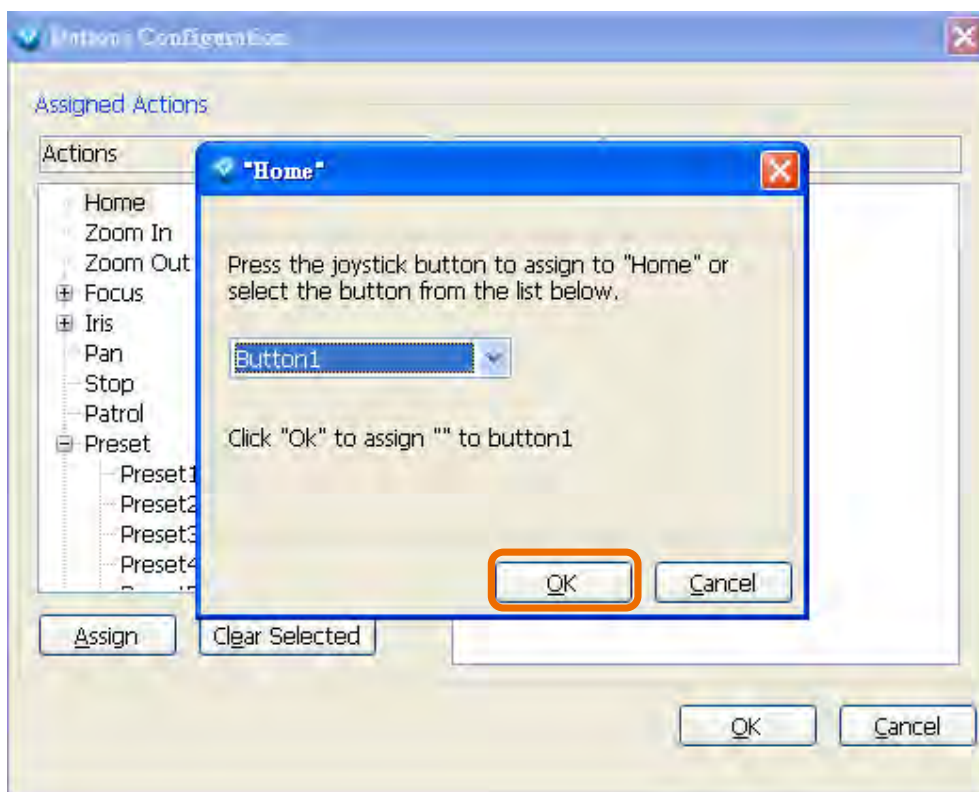 Buttons Configuration
Assigned Actions
Actions
Home
Zoom In
Zoom Out
Focus
Iris
Pan
Stop
Patrol
Preset
Preset1
Preset2
Preset3
Preset4
"Home"
Press the joystick button to assign to "Home" or
select the button from the list below.
Button1
Click "Ok" to assign "" to button1
OK
Cancel
Assign
Clear Selected
OK
Cancel